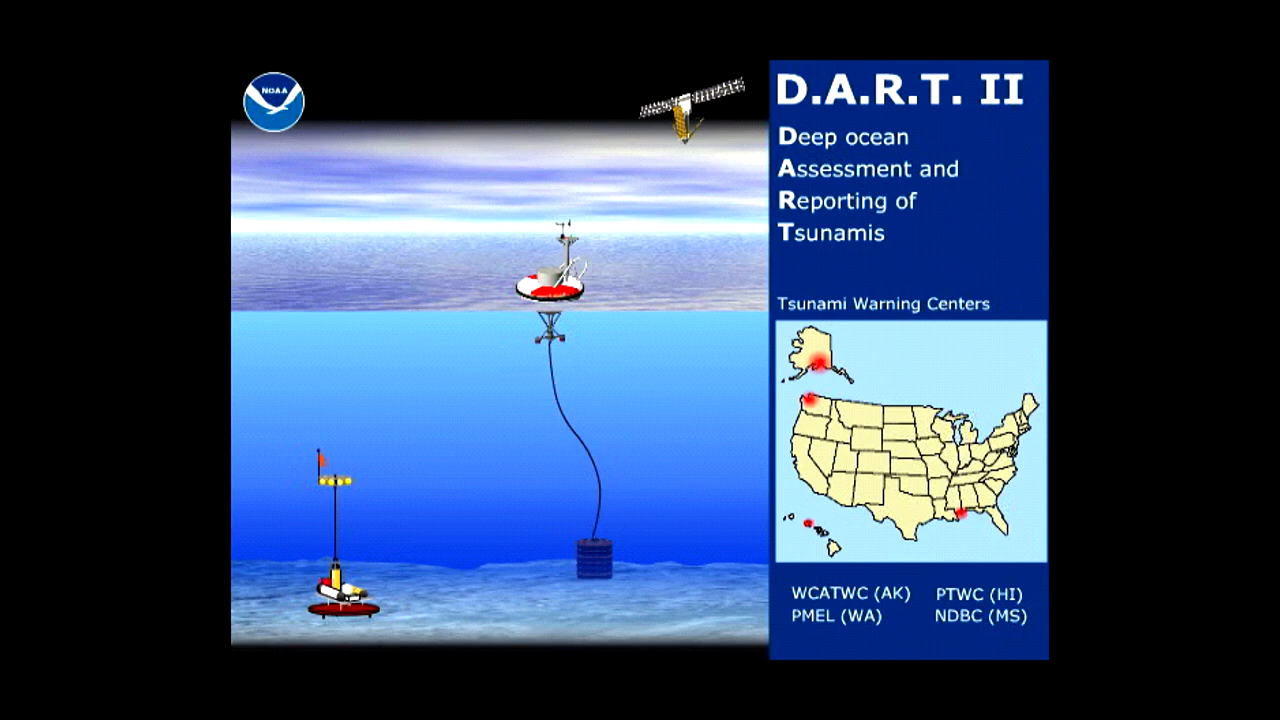 NOAA
D.A.R.T. II
Deep ocean
Assessment and
Reporting of
Tsunamis
Tsunami Warning Centers
WCATWC (AK) PTWC (HI)
PMEL (WA) NDBC (MS)